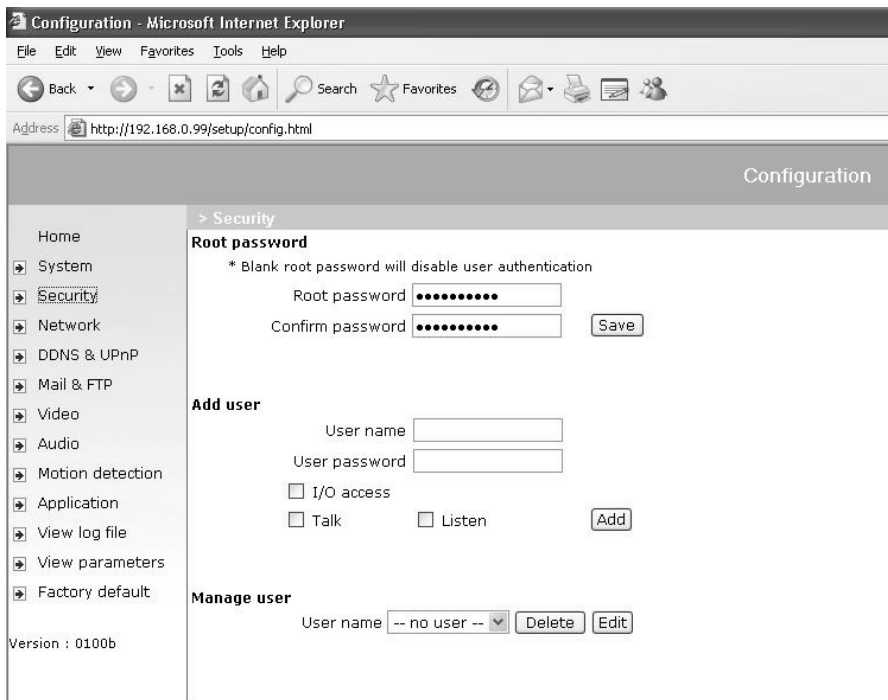 Configuration - Microsoft Internet Explorer
File Edit View Favorites Tools Help
Back Search Favorites
Address http://192.168.0.99/setup/config.html
Configuration
> Security
Home
System
Security
Network
DDNS & UPnP
Mail & FTP
Video
Audio
Motion detection
Application
View log file
View parameters
Factory default
Version : 0100b
Root password
* Blank root password will disable user authentication
Root password ••••••••••
Confirm password •••••••••• Save
Add user
User name
User password
I/O access
Talk Listen Add
Manage user
User name -- no user -- Delete Edit